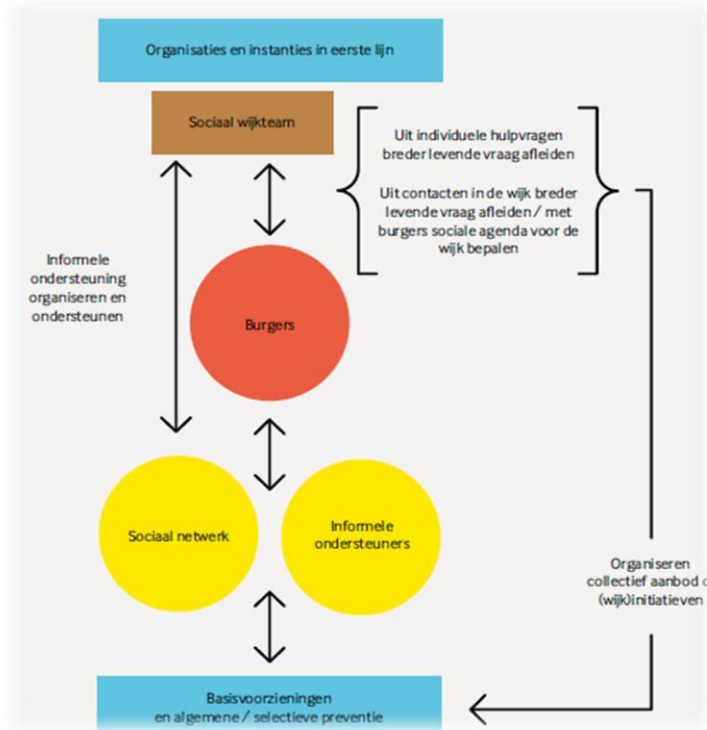 Organisaties en instanties in eerste lijn
Sociaal wijkteam
Uit individuele hulpvragen
breder levende vraag afleiden
Uit contacten in de wijk breder
levende vraag afleiden / met
burgers sociale agenda voor de
wijk bepalen
Informele
ondersteuning
organiseren en
ondersteunen
Burgers
Sociaal netwerk
Informele
ondersteuners
Organiseren
collectief aanbod
(wijk)initiatieven
Basisvoorzieningen
en algemene / selectieve preventie